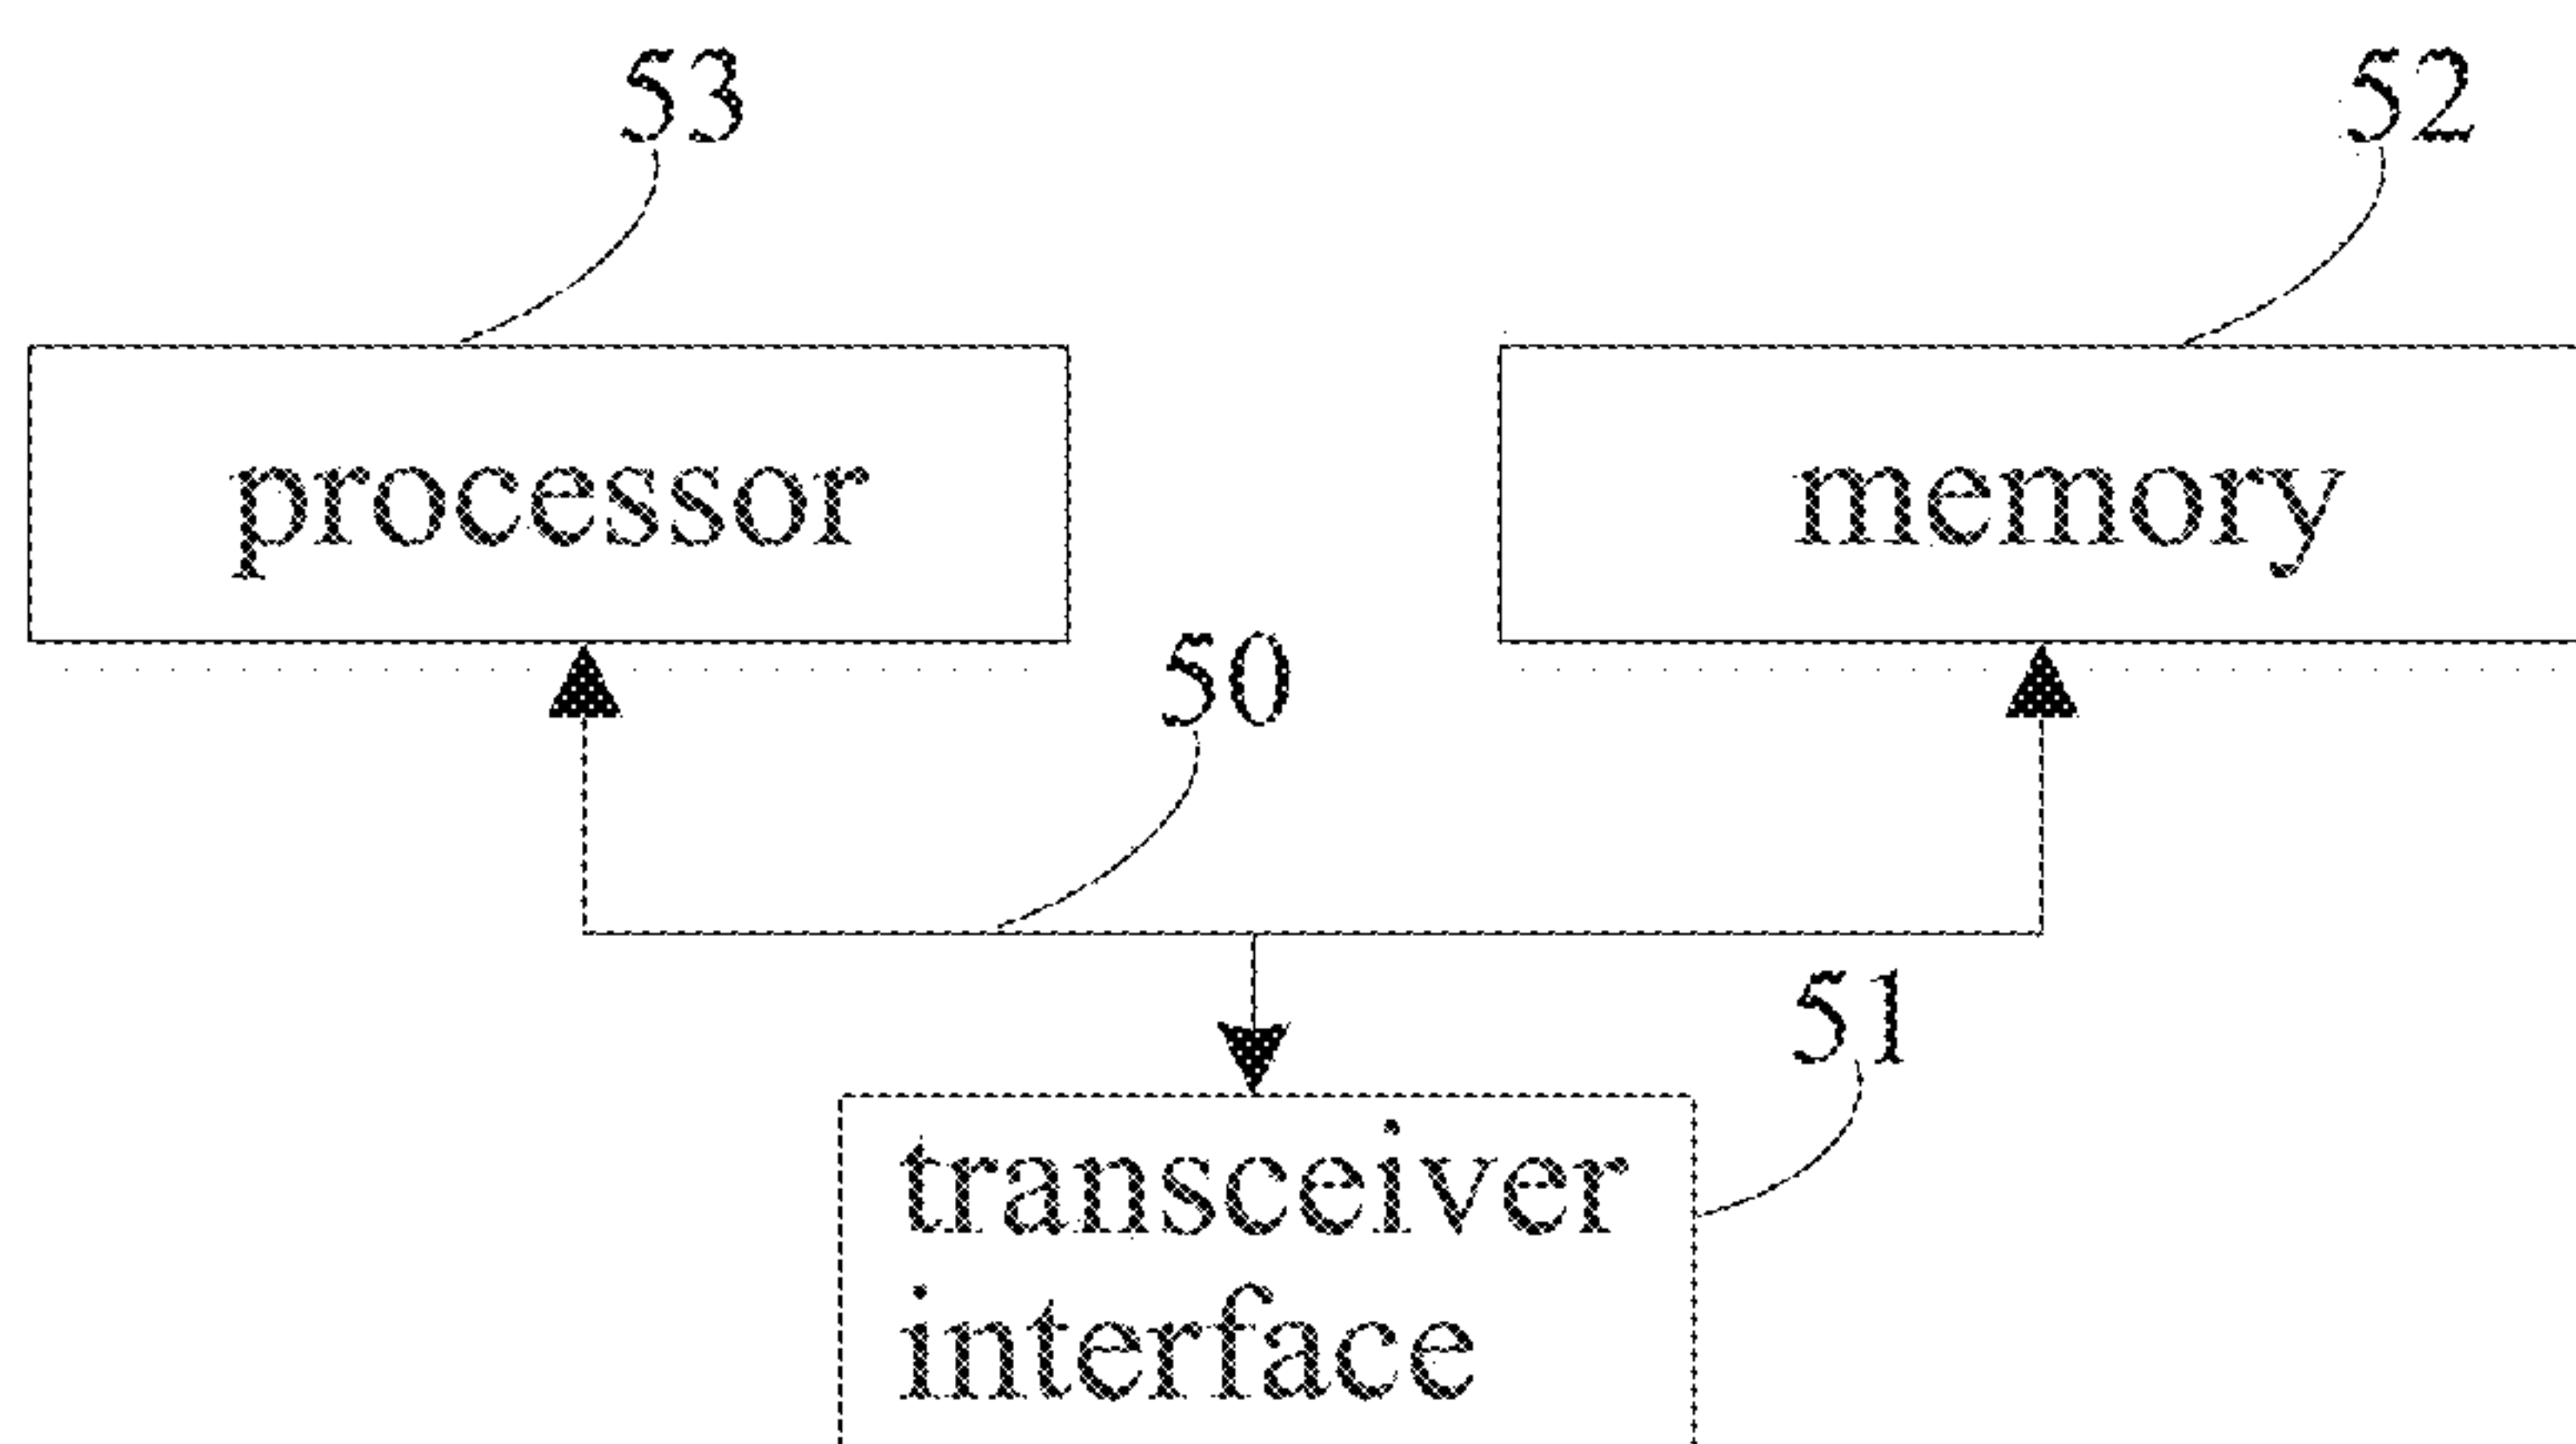 53
52
processor
memory
50
51
transceiver
interface